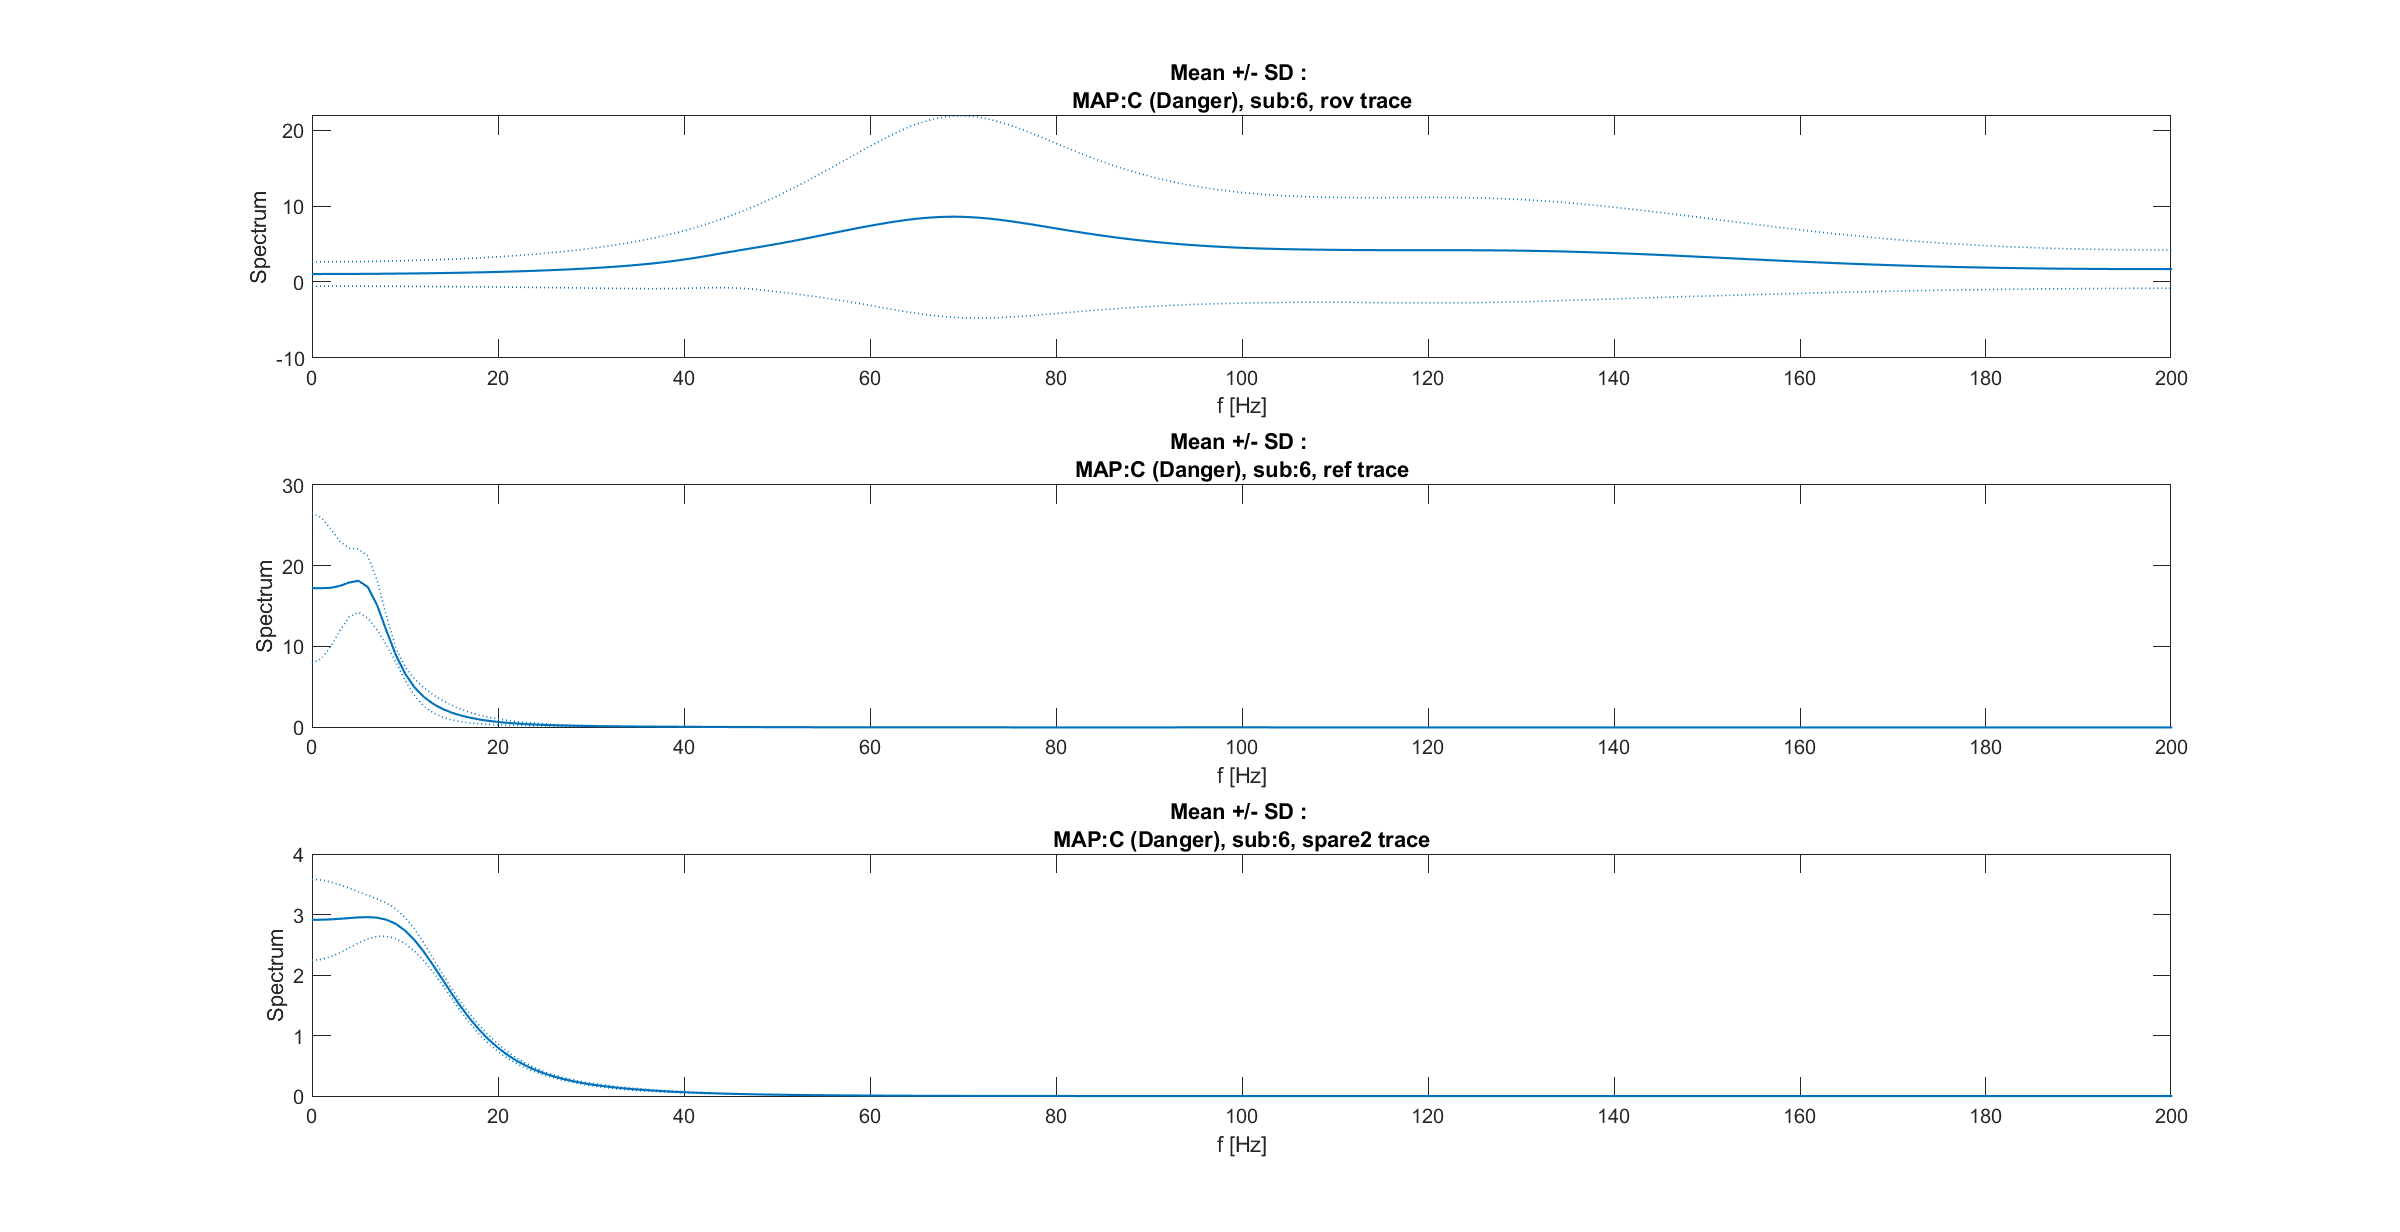 Mean +/- SD :
MAP:C (Danger), sub:6, rov trace
20
10
0
-10
Spectrum
0 20 40 60 80 100 120 140 160 180 200
f [Hz]
Mean +/- SD :
MAP:C (Danger), sub:6, ref trace
30
20
10
0
Spectrum
0 20 40 60 80 100 120 140 160 180 200
f [Hz]
Mean +/- SD :
MAP:C (Danger), sub:6, spare2 trace
4
3
2
1
0
Spectrum
0 20 40 60 80 100 120 140 160 180 200
f [Hz]